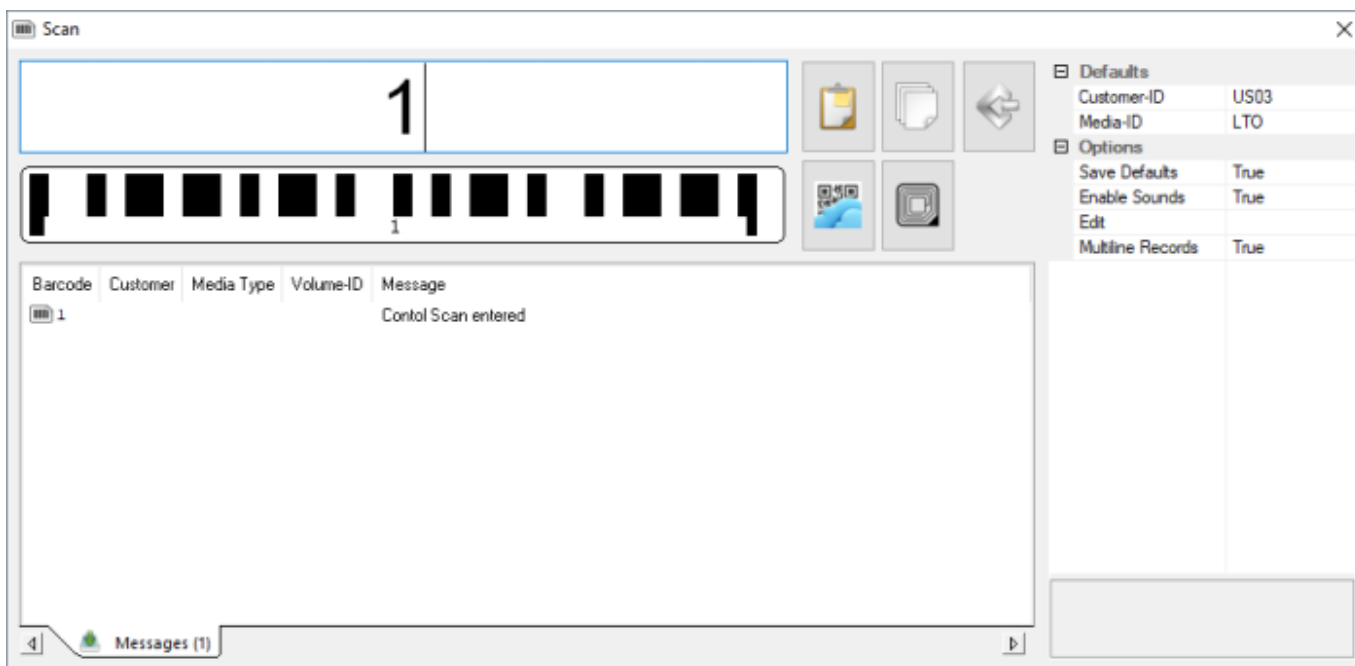 Scan
1
1
Defaults
Customer-ID US03
Media-ID LTO
Options
Save Defaults True
Enable Sounds True
Edit
Multiline Records True
Barcode Customer Media Type Volume-ID Message
1 Contol Scan entered
Messages (1)